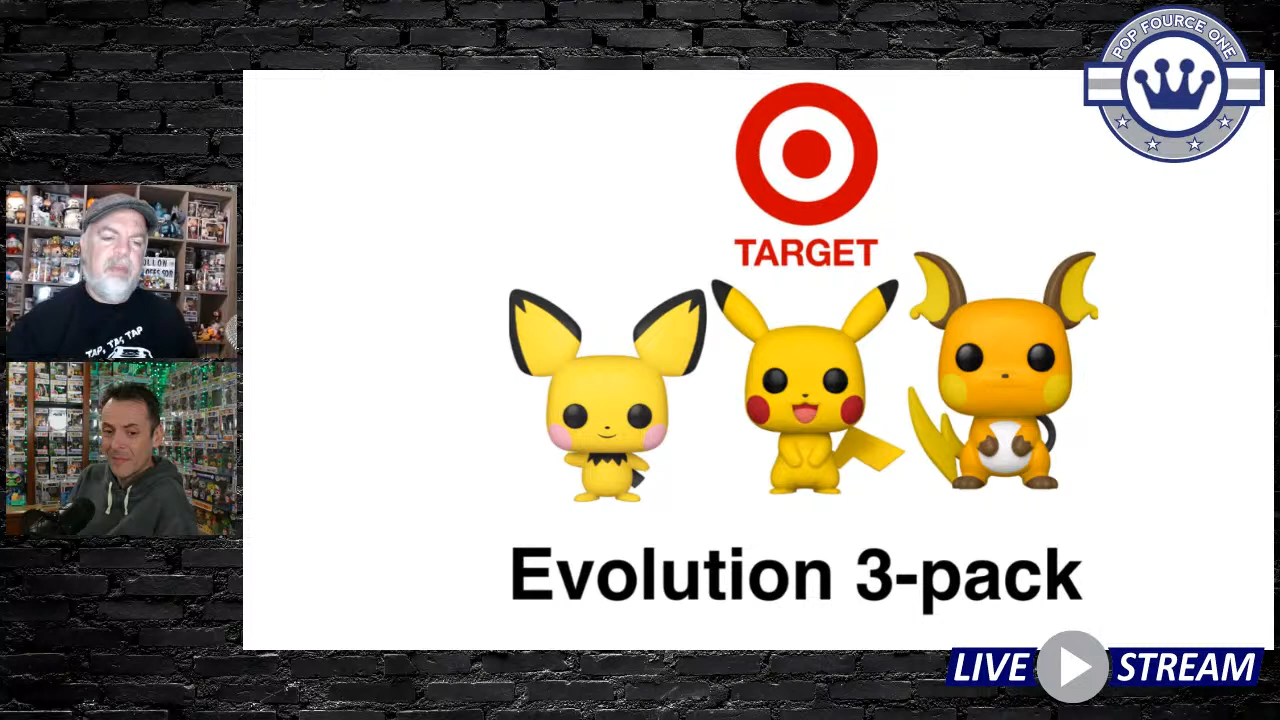 POP FOURCE ONE
TARGET
TAP, TAP, TAP
Evolution 3-pack
LIVE STREAM